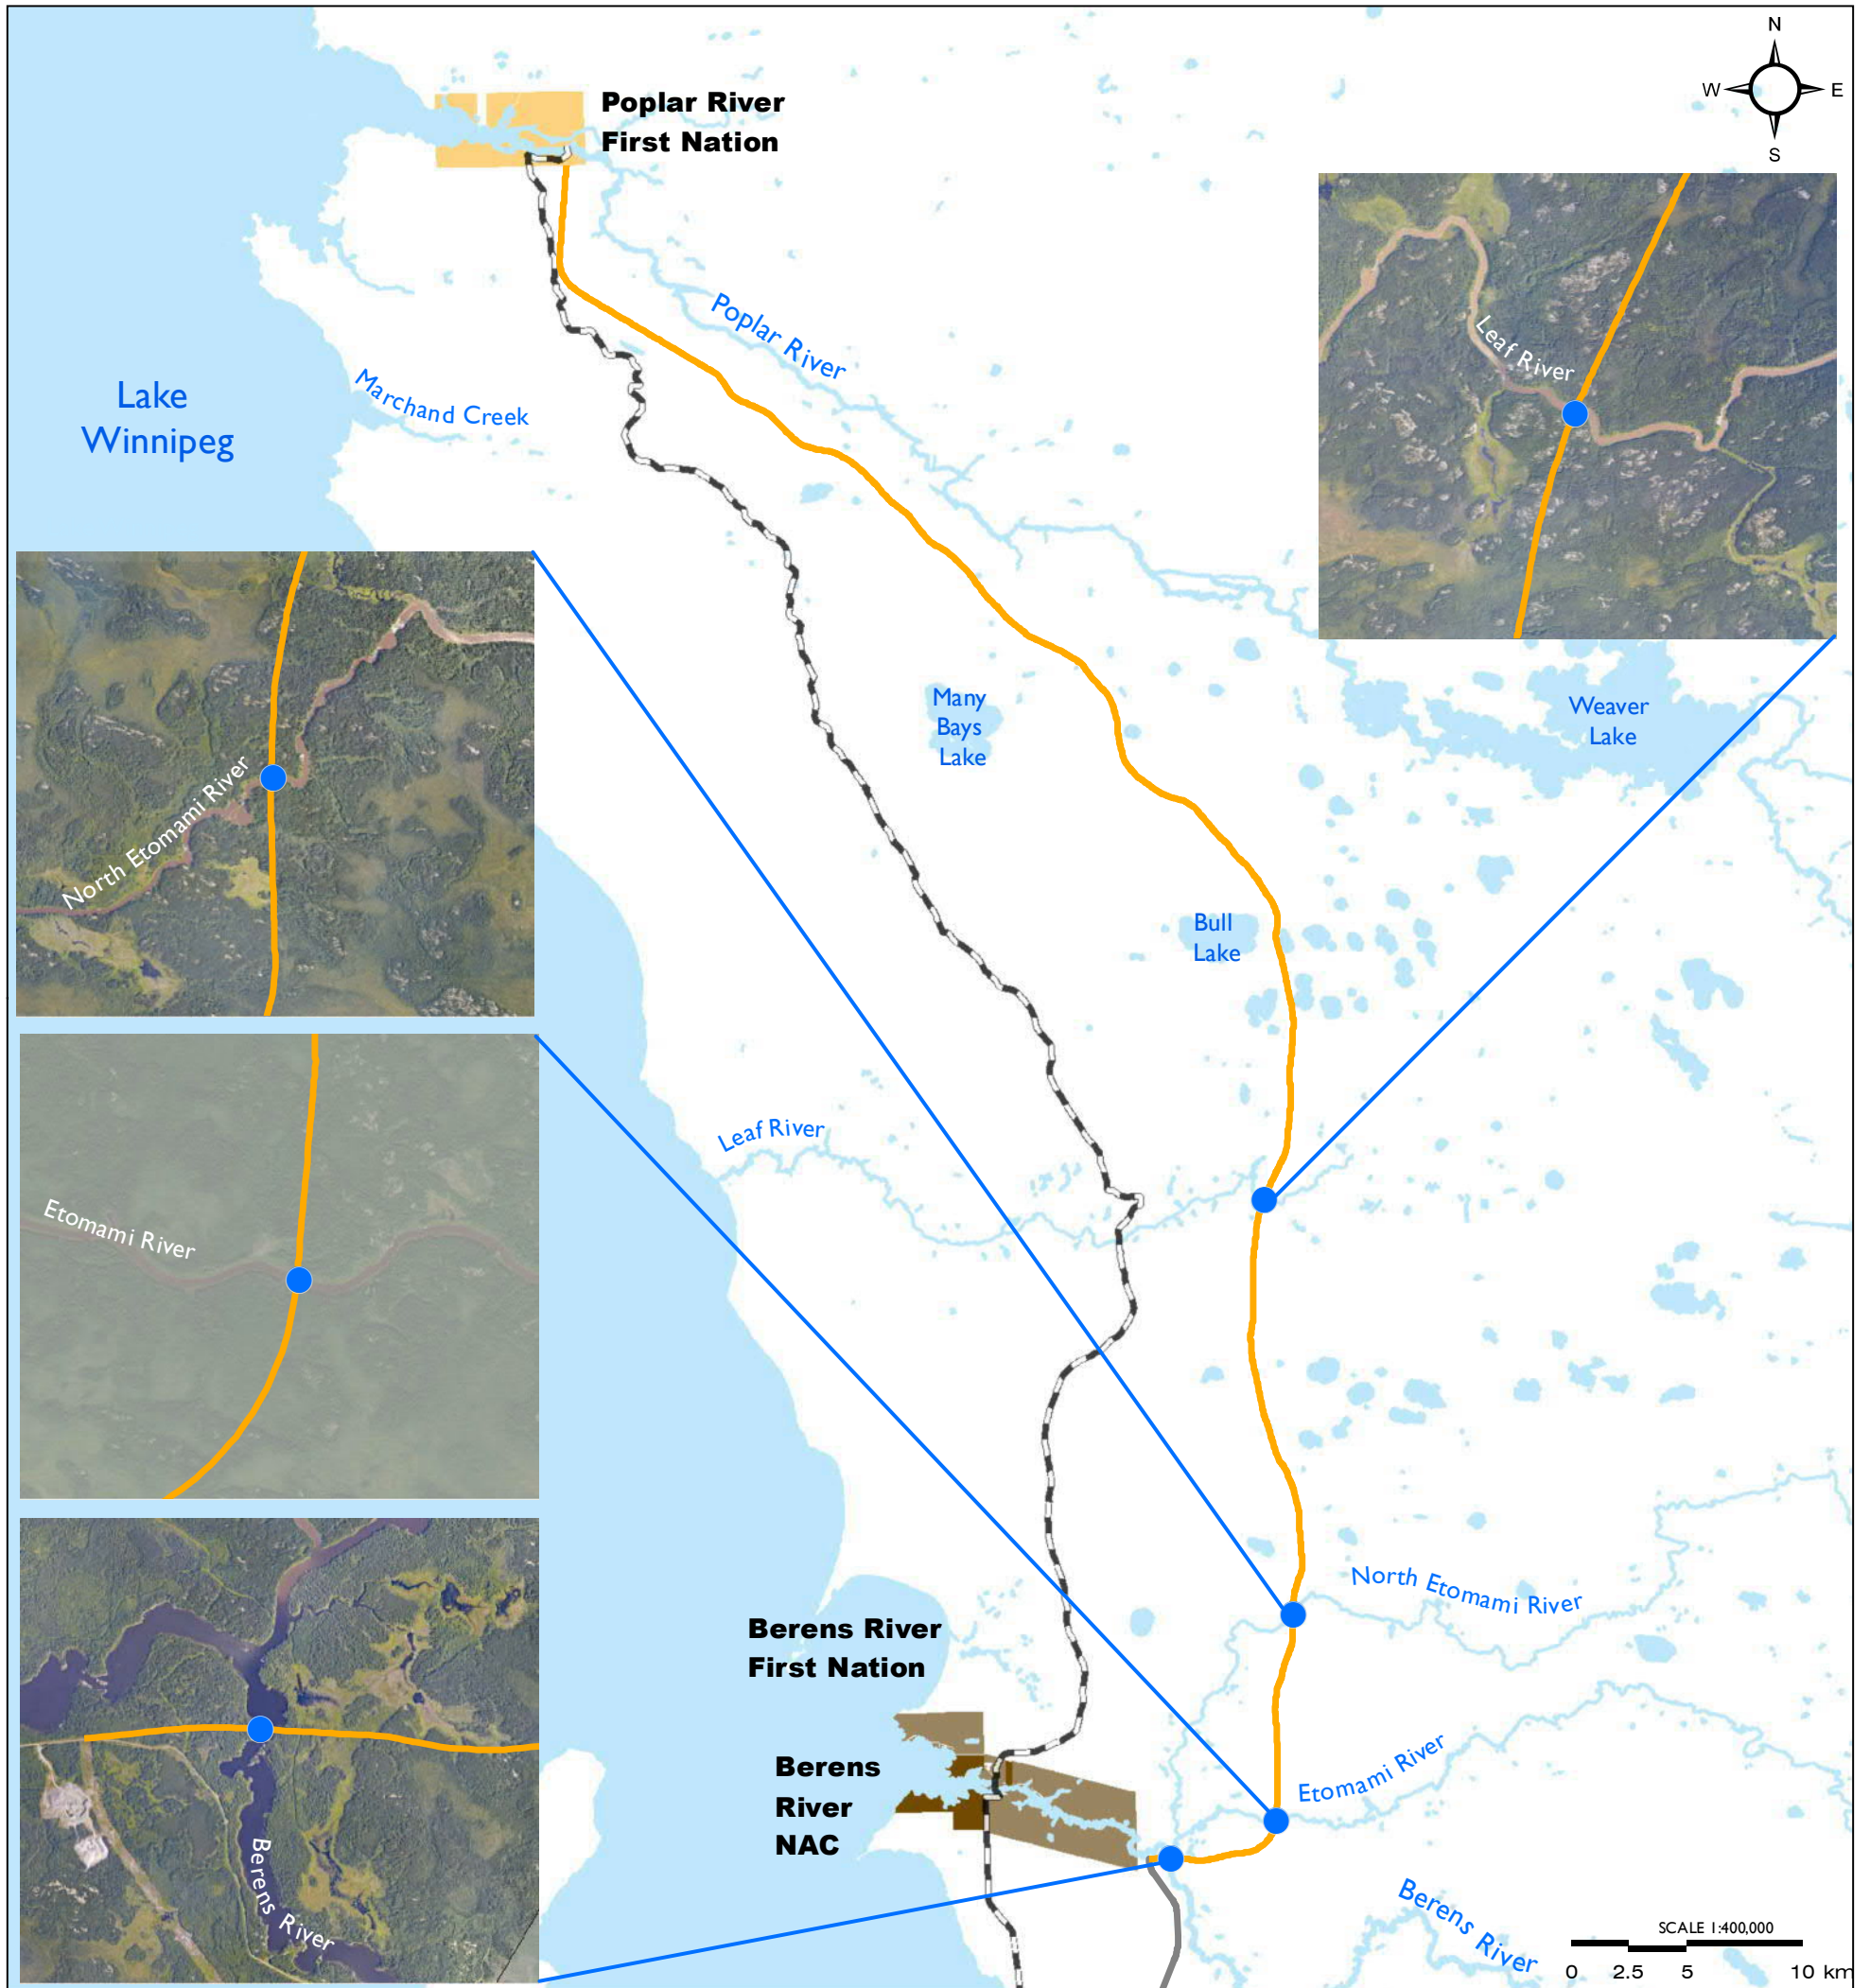 N
W E
S
Poplar River
First Nation
Poplar River
Leaf River
Marchand Creek
Lake
Winnipeg
Many
Bays
Lake
Weaver
Lake
North Etomami River
Bull
Lake
Leaf River
Etomami River
North Etomami River
Berens River
First Nation
Etomami River
Berens
River
NAC
Berens River
Berens River
SCALE 1:400,000
0 2.5 5 10 km